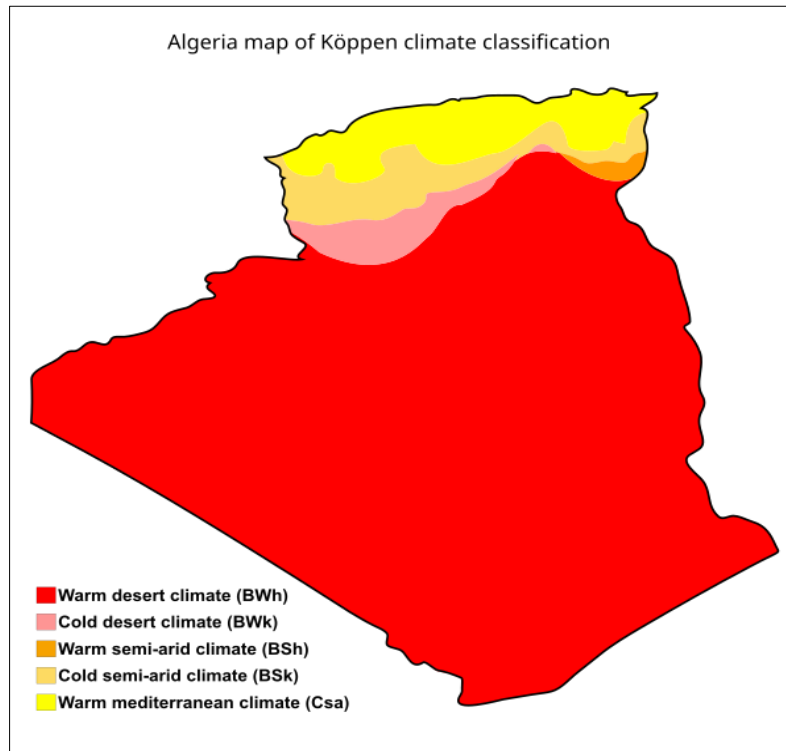 Algeria map of Köppen climate classification
Warm desert climate (BWh)
Cold desert climate (BWk)
Warm semi-arid climate (BSh)
Cold semi-arid climate (BSk)
Warm mediterranean climate (Csa)